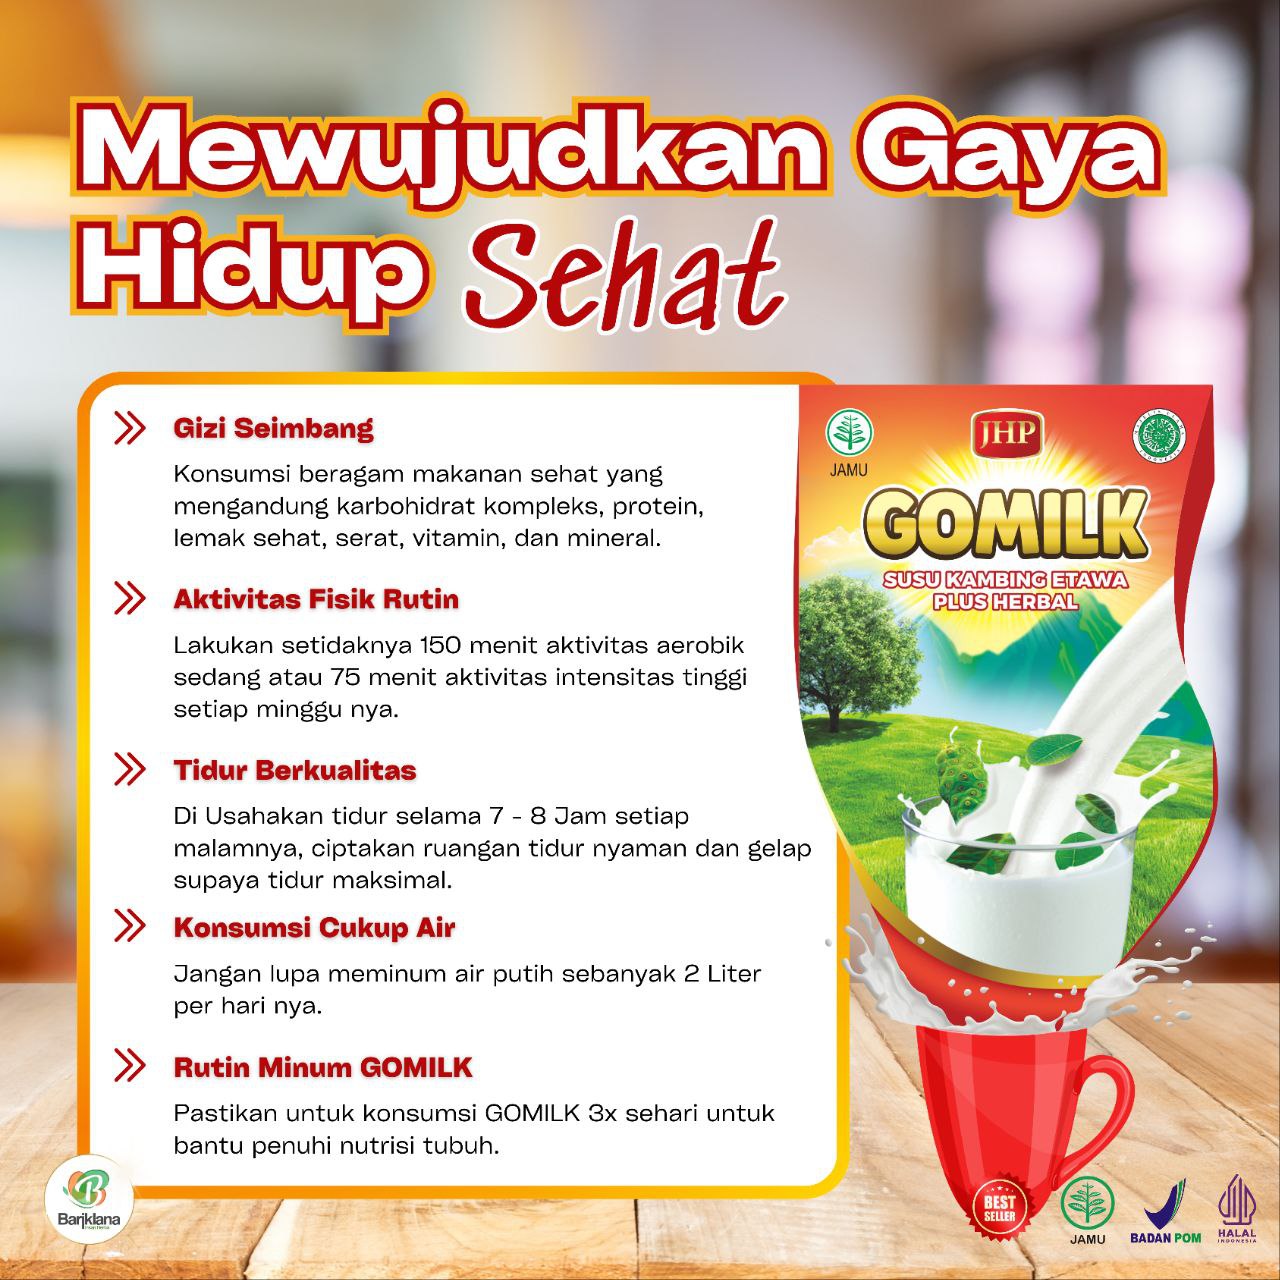 Mewujudkan Gaya
Hidup Sehat
Gizi Seimbang
Konsumsi beragam makanan sehat yang
mengandung karbohidrat kompleks, protein,
lemak sehat, serat, vitamin, dan mineral.
Aktivitas Fisik Rutin
Lakukan setidaknya 150 menit aktivitas aerobik
sedang atau 75 menit aktivitas intensitas tinggi
setiap minggu nya.
Tidur Berkualitas
Di Usahakan tidur selama 7 - 8 Jam setiap
malamnya, ciptakan ruangan tidur nyaman dan gelap
supaya tidur maksimal.
Konsumsi Cukup Air
Jangan lupa meminum air putih sebanyak 2 Liter
per hari nya.
Rutin Minum GOMILK
Pastikan untuk konsumsi GOMILK 3x sehari untuk
bantu penuhi nutrisi tubuh.
JAMU
JHP
GOMILK
SUSU KAMBING ETAWA
PLUS HERBAL
B
Bariklana
BEST
SELLER
JAMU
BADAN POM
HALAL
INDONESIA